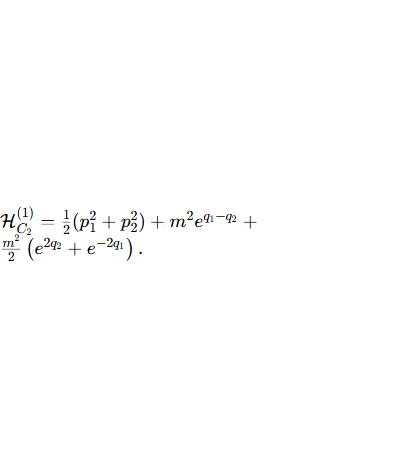 $\mathcal{H}_{C_2}^{(1)} = \frac{1}{2}(p_1^2 + p_2^2) + m^2 e^{q_1 - q_2} +$
$\frac{m^2}{2} \left( e^{2q_2} + e^{-2q_1} \right).$